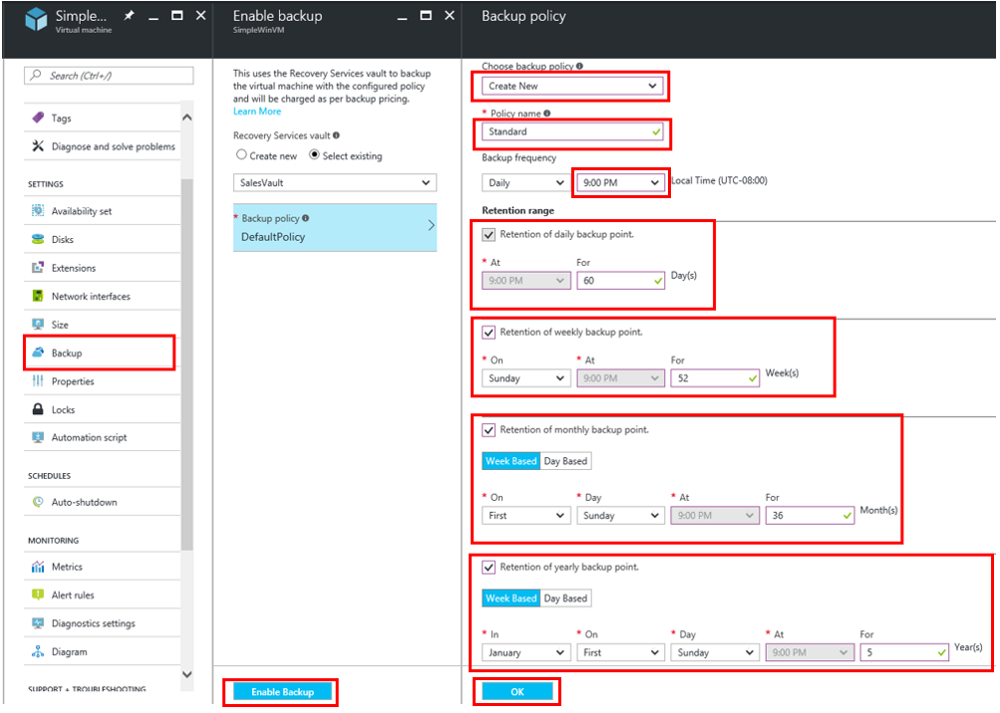 Simple...
Virtual machine
Search (Ctrl+/)
Tags
Diagnose and solve problems
SETTINGS
Availability set
Disks
Extensions
Network interfaces
Size
Backup
Properties
Locks
Automation script
SCHEDULES
Auto-shutdown
MONITORING
Metrics
Alert rules
Diagnostics settings
Diagram
SUPPORT + TROUBLESHOOTING
Enable backup
SimpleWinVM
This uses the Recovery Services vault to backup
the virtual machine with the configured policy
and will be charged as per backup pricing.
Learn More
Recovery Services vault
Create new Select existing
SalesVault
* Backup policy
DefaultPolicy
Enable Backup
Backup policy
Choose backup policy
Create New
* Policy name
Standard
Backup frequency
Daily 9:00 PM Local Time (UTC-08:00)
Retention range
Retention of daily backup point.
* At For
9:00 PM 60 Day(s)
Retention of weekly backup point.
* On * At For
Sunday 9:00 PM 52 Week(s)
Retention of monthly backup point.
Week Based Day Based
* On * Day * At For
First Sunday 9:00 PM 36 Month(s)
Retention of yearly backup point.
Week Based Day Based
* In * On * Day * At For
January First Sunday 9:00 PM 5 Year(s)
OK